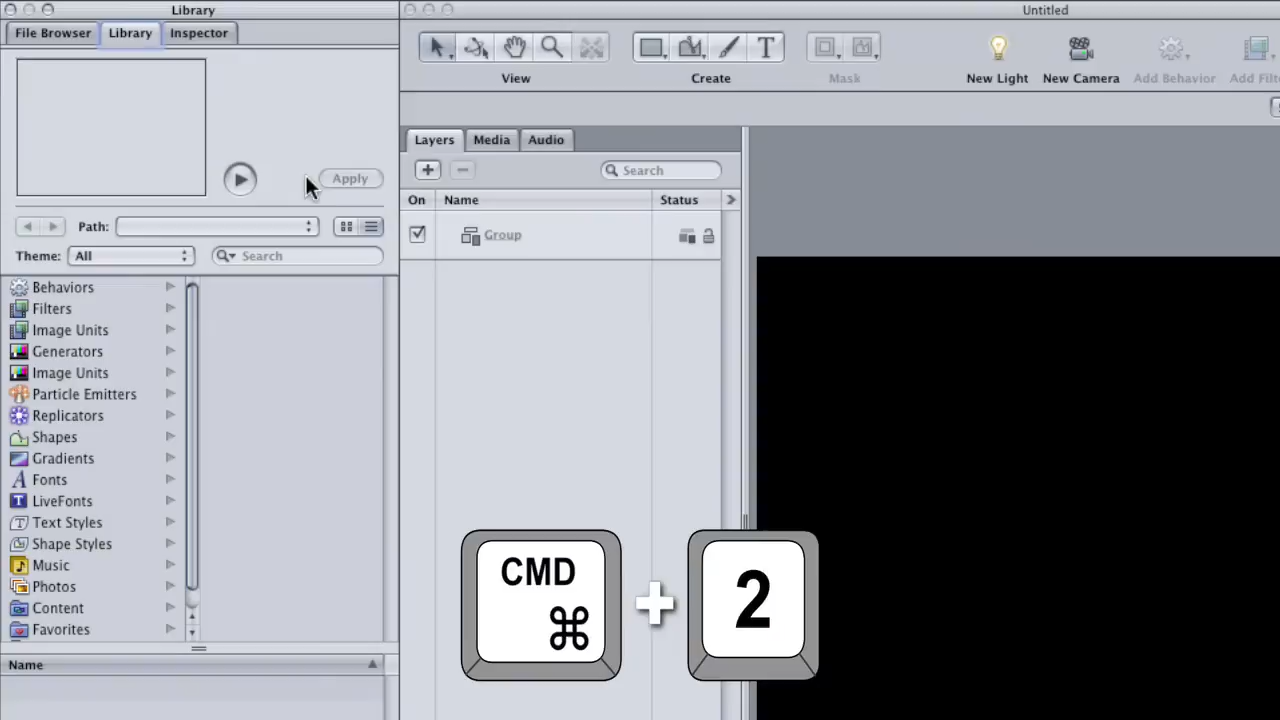 Library
Untitled
File Browser
Library
Inspector
View
Create
Mask
New Light
New Camera
Add Behavior
Add Filte
Layers
Media
Audio
Apply
Search
On
Name
Status
Path:
Group
Theme:
All
Search
Behaviors
Filters
Image Units
Generators
Image Units
Particle Emitters
Replicators
Shapes
Gradients
Fonts
LiveFonts
Text Styles
Shape Styles
Music
Photos
Content
Favorites
Name
CMD
⌘
+
2